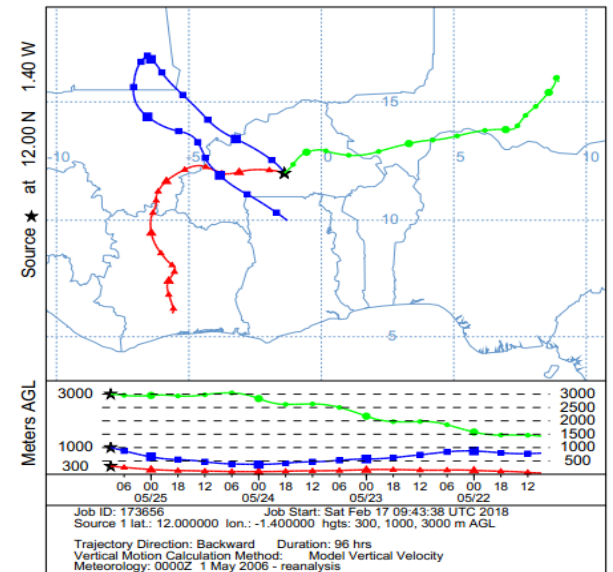 Source ★ at 12.000 N 1.40 W
15
-10
-5
0
5
10
10
5
Meters AGL
3000
1000
300
3000
2500
2000
1500
1000
500
06 00 18 12 06 00 18 12 06 00 18 12 06 00 18 12
05/25 05/24 05/23 05/22
Job ID: 173656 Job Start: Sat Feb 17 09:43:38 UTC 2018
Source 1 lat.: 12.000000 lon.: -1.400000 hgts: 300, 1000, 3000 m AGL
Trajectory Direction: Backward Duration: 96 hrs
Vertical Motion Calculation Method: Model Vertical Velocity
Meteorology: 0000Z 1 May 2006 - reanalysis